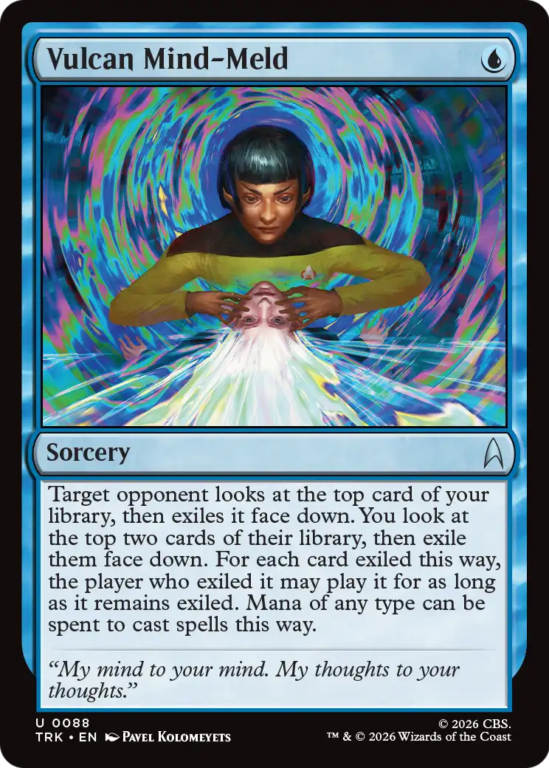 Vulcan Mind-Meld
Sorcery
Target opponent looks at the top card of your
library, then exiles it face down. You look at
the top two cards of their library, then exile
them face down. For each card exiled this way,
the player who exiled it may play it for as long
as it remains exiled. Mana of any type can be
spent to cast spells this way.
“My mind to your mind. My thoughts to your
thoughts.”
U 0088
© 2026 CBS.
TRK • EN Pavel Kolomeyets
™ & © 2026 Wizards of the Coast